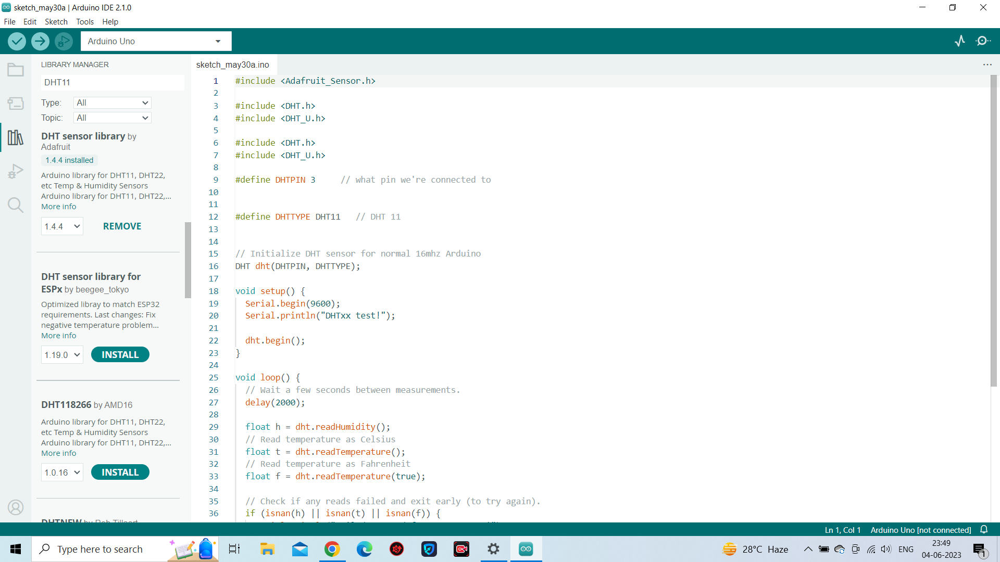 sketch_may30a | Arduino IDE 2.1.0
File Edit Sketch Tools Help
Arduino Uno
LIBRARY MANAGER
DHT11
Type: All
Topic: All
DHT sensor library by
Adafruit
1.4.4 installed
Arduino library for DHT11, DHT22,
etc Temp & Humidity Sensors
Arduino library for DHT11, DHT22,...
More info
1.4.4 REMOVE
DHT sensor library for
ESPx by beegee_tokyo
Optimized libray to match ESP32
requirements. Last changes: Fix
negative temperature problem...
More info
1.19.0 INSTALL
DHT118266 by AMD16
Arduino library for DHT11, DHT22,
etc Temp & Humidity Sensors
Arduino library for DHT11, DHT22,...
More info
1.0.16 INSTALL
DHTNEW by Rob Tillaart
sketch_may30a.ino
1 #include <Adafruit_Sensor.h>
2
3 #include <DHT.h>
4 #include <DHT_U.h>
5
6 #include <DHT.h>
7 #include <DHT_U.h>
8
9 #define DHTPIN 3 // what pin we're connected to
10
11
12 #define DHTTYPE DHT11 // DHT 11
13
14
15 // Initialize DHT sensor for normal 16mhz Arduino
16 DHT dht(DHTPIN, DHTTYPE);
17
18 void setup() {
19 Serial.begin(9600);
20 Serial.println("DHTxx test!");
21
22 dht.begin();
23 }
24
25 void loop() {
26 // Wait a few seconds between measurements.
27 delay(2000);
28
29 float h = dht.readHumidity();
30 // Read temperature as Celsius
31 float t = dht.readTemperature();
32 // Read temperature as Fahrenheit
33 float f = dht.readTemperature(true);
34
35 // Check if any reads failed and exit early (to try again).
36 if (isnan(h) || isnan(t) || isnan(f)) {
Ln 1, Col 1 Arduino Uno [not connected]
Type here to search
28°C Haze
ENG
23:49
04-06-2023
1